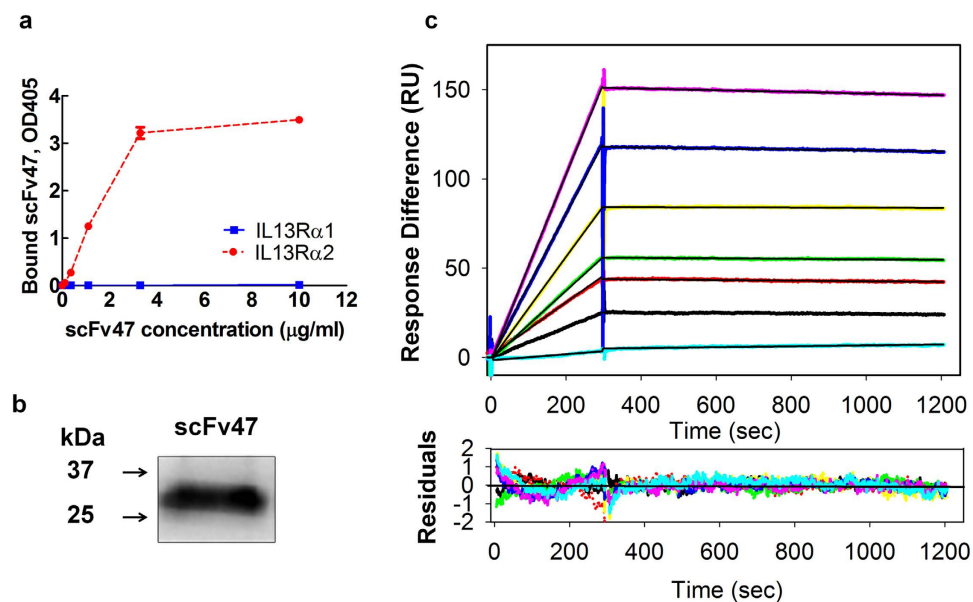 a
Bound scFv47, OD405
4
3
2
1
0
0 2 4 6 8 10 12
IL13Rα1
IL13Rα2
scFv47 concentration (μg/ml)
b
kDa
scFv47
37
25
c
Response Difference (RU)
150
100
50
0
0 200 400 600 800 1000 1200
Time (sec)
Residuals
2
1
0
-1
-2
0 200 400 600 800 1000 1200
Time (sec)